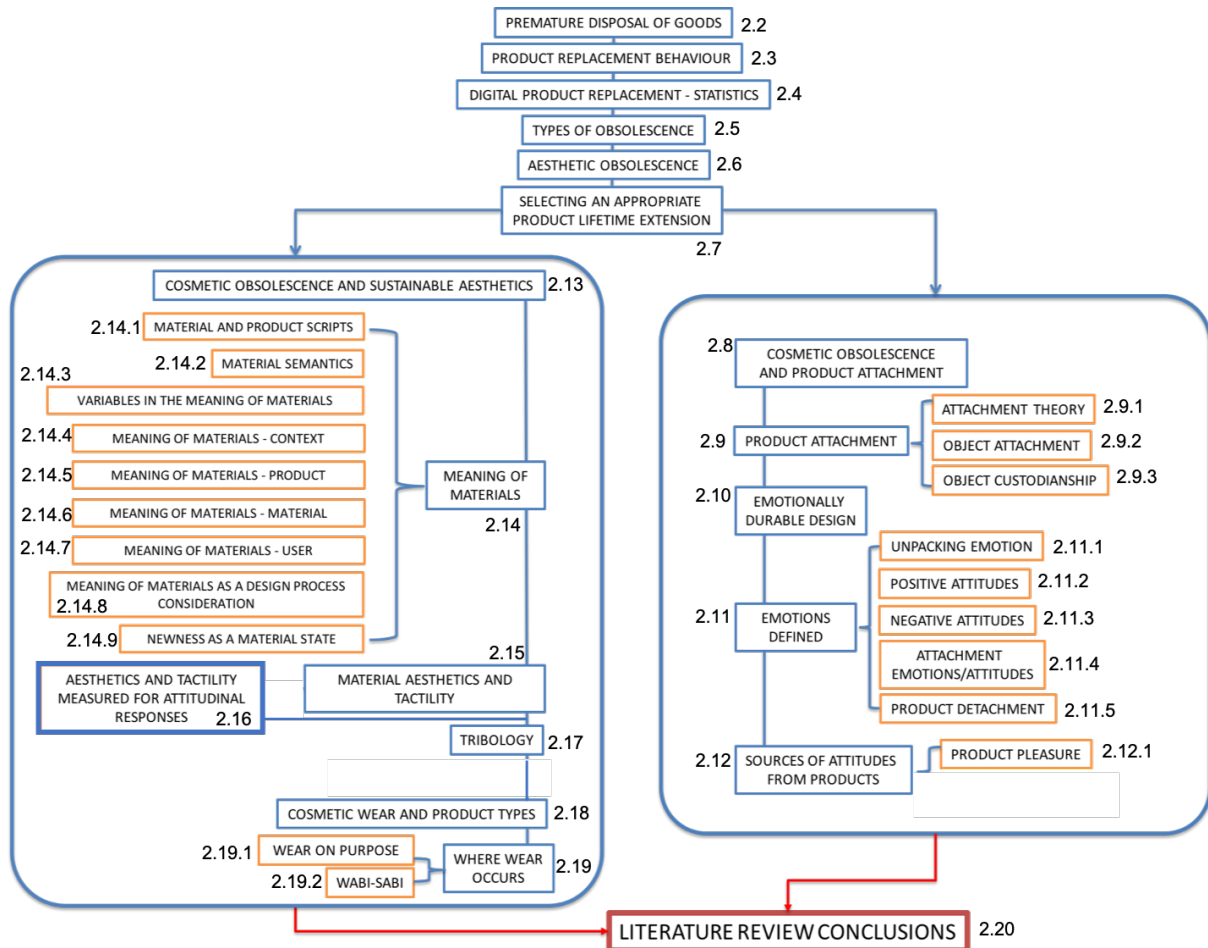 PREMATURE DISPOSAL OF GOODS 2.2
PRODUCT REPLACEMENT BEHAVIOUR 2.3
DIGITAL PRODUCT REPLACEMENT - STATISTICS 2.4
TYPES OF OBSOLESCENCE 2.5
AESTHETIC OBSOLESCENCE 2.6
SELECTING AN APPROPRIATE
PRODUCT LIFETIME EXTENSION
2.7
COSMETIC OBSOLESCENCE AND SUSTAINABLE AESTHETICS 2.13
2.14.1 MATERIAL AND PRODUCT SCRIPTS
2.14.2 MATERIAL SEMANTICS
2.14.3
VARIABLES IN THE MEANING OF MATERIALS
2.14.4 MEANING OF MATERIALS - CONTEXT
2.14.5 MEANING OF MATERIALS - PRODUCT
2.14.6 MEANING OF MATERIALS - MATERIAL
2.14.7 MEANING OF MATERIALS - USER
MEANING OF MATERIALS AS A DESIGN PROCESS
CONSIDERATION
2.14.8
2.14.9 NEWNESS AS A MATERIAL STATE
MEANING OF
MATERIALS
2.14
2.15
MATERIAL AESTHETICS AND
TACTILITY
AESTHETICS AND TACTILITY
MEASURED FOR ATTITUDINAL
RESPONSES
2.16
TRIBOLOGY 2.17
COSMETIC WEAR AND PRODUCT TYPES 2.18
2.19.1 WEAR ON PURPOSE
2.19.2 WABI-SABI
WHERE WEAR
OCCURS
2.19
2.8
COSMETIC OBSOLESCENCE
AND PRODUCT ATTACHMENT
2.9 PRODUCT ATTACHMENT
ATTACHMENT THEORY 2.9.1
OBJECT ATTACHMENT 2.9.2
OBJECT CUSTODIANSHIP 2.9.3
2.10
EMOTIONALLY
DURABLE DESIGN
2.11
EMOTIONS
DEFINED
UNPACKING EMOTION 2.11.1
POSITIVE ATTITUDES 2.11.2
NEGATIVE ATTITUDES 2.11.3
ATTACHMENT
EMOTIONS/ATTITUDES
2.11.4
PRODUCT DETACHMENT 2.11.5
2.12
SOURCES OF ATTITUDES
FROM PRODUCTS
PRODUCT PLEASURE 2.12.1
LITERATURE REVIEW CONCLUSIONS 2.20